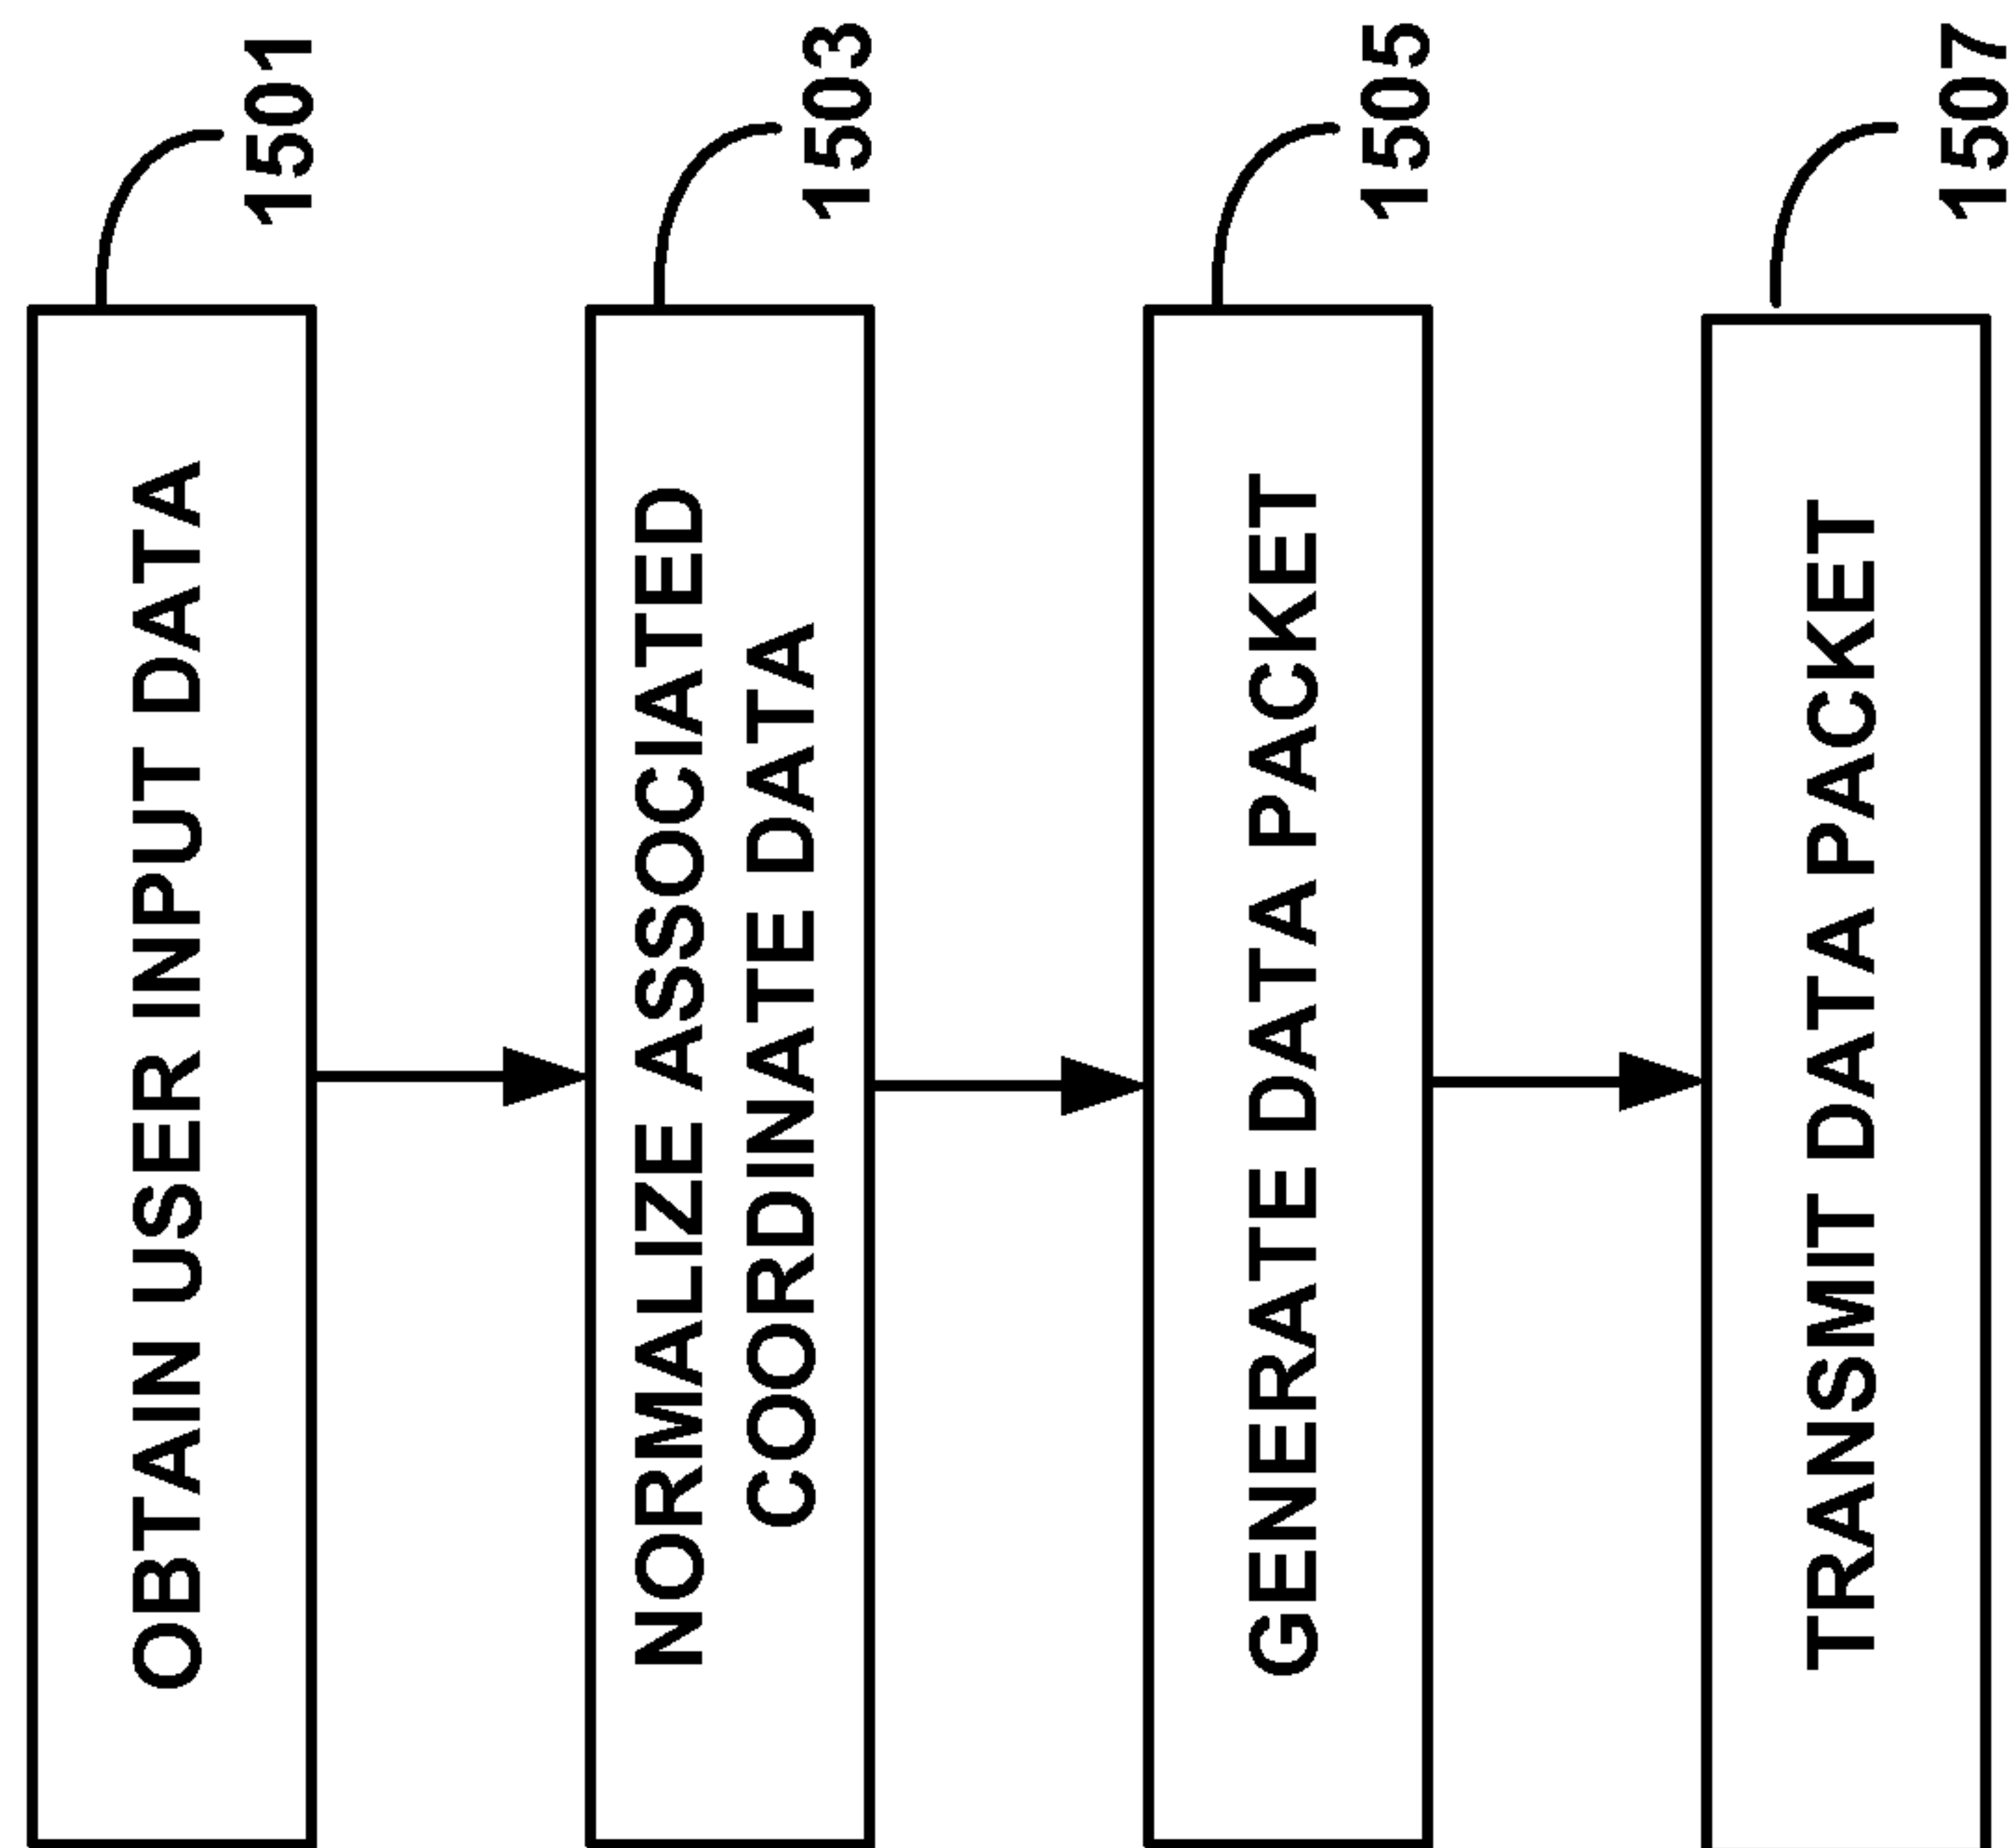 OBTAIN USER INPUT DATA
1501
NORMALIZE ASSOCIATED
COORDINATE DATA
1503
GENERATE DATA PACKET
1505
TRANSMIT DATA PACKET
1507